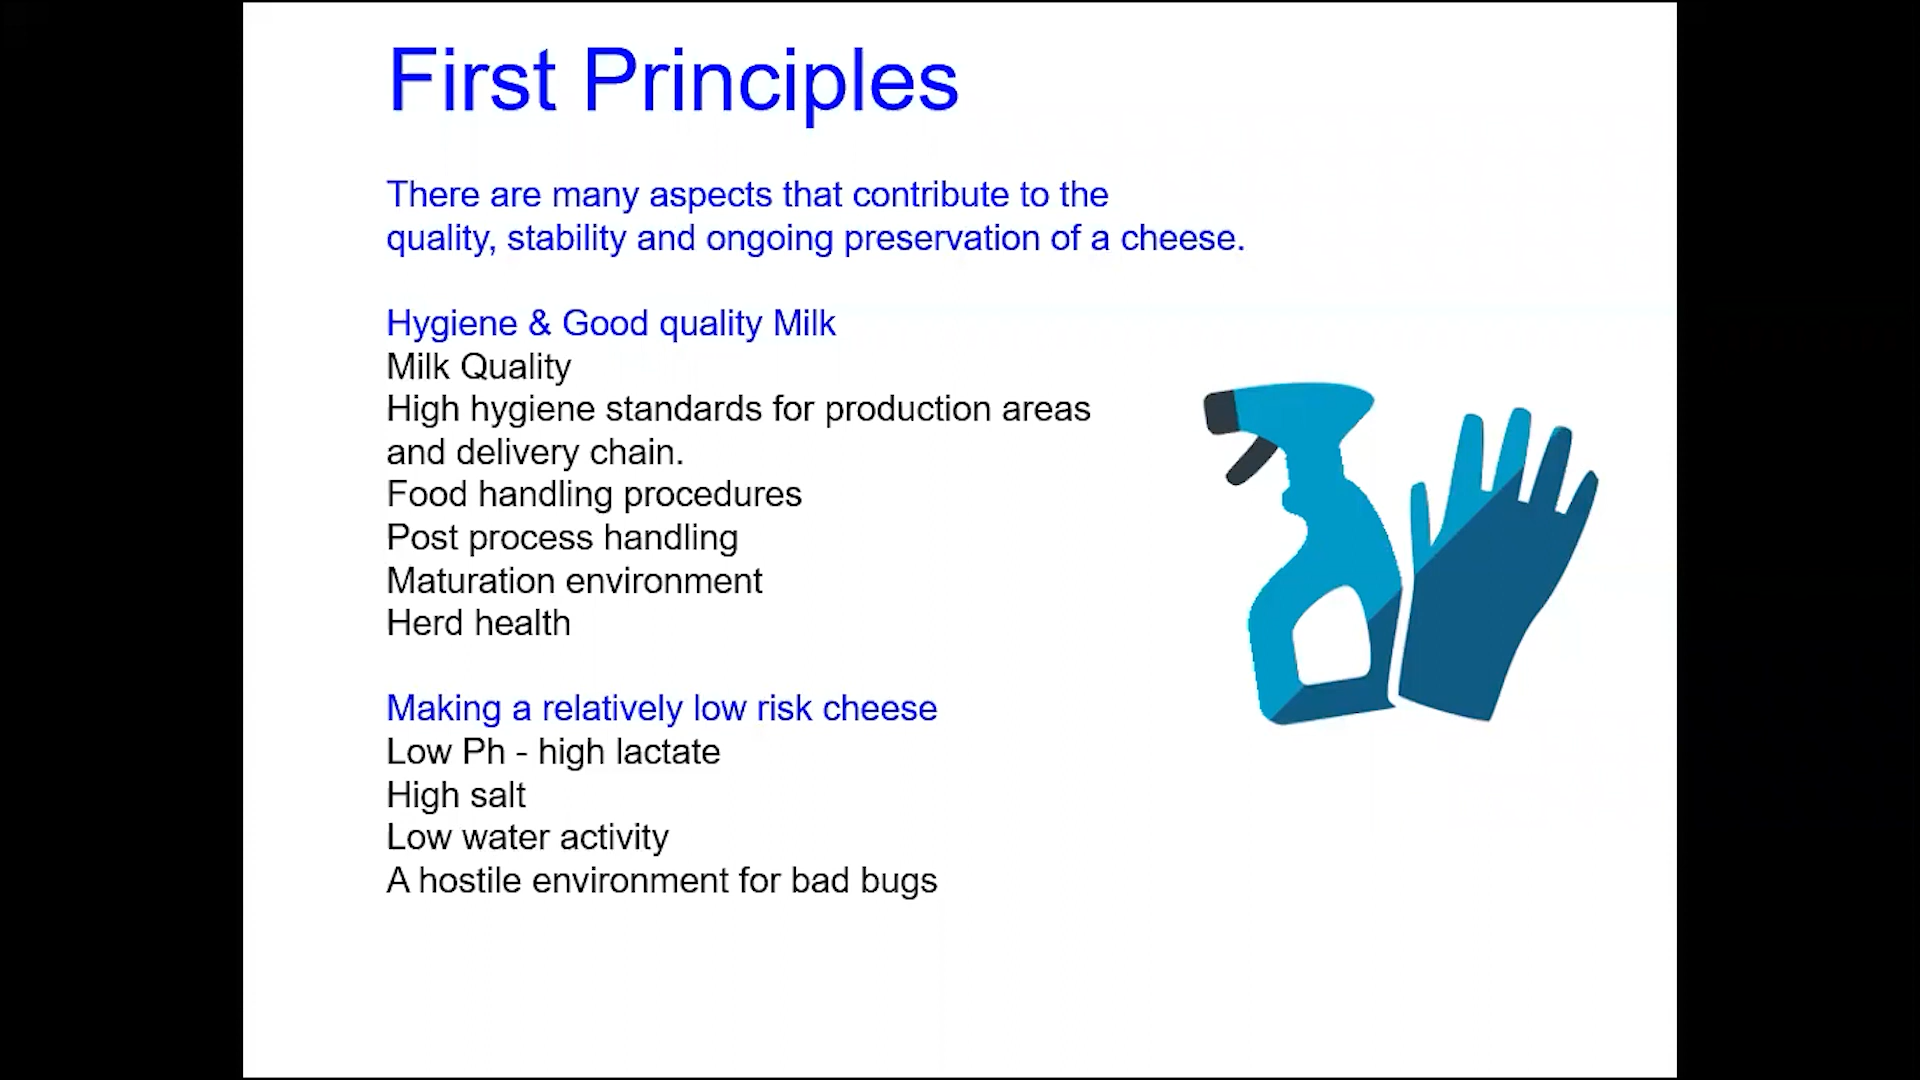 First Principles
There are many aspects that contribute to the
quality, stability and ongoing preservation of a cheese.
Hygiene & Good quality Milk
Milk Quality
High hygiene standards for production areas
and delivery chain.
Food handling procedures
Post process handling
Maturation environment
Herd health
Making a relatively low risk cheese
Low Ph - high lactate
High salt
Low water activity
A hostile environment for bad bugs